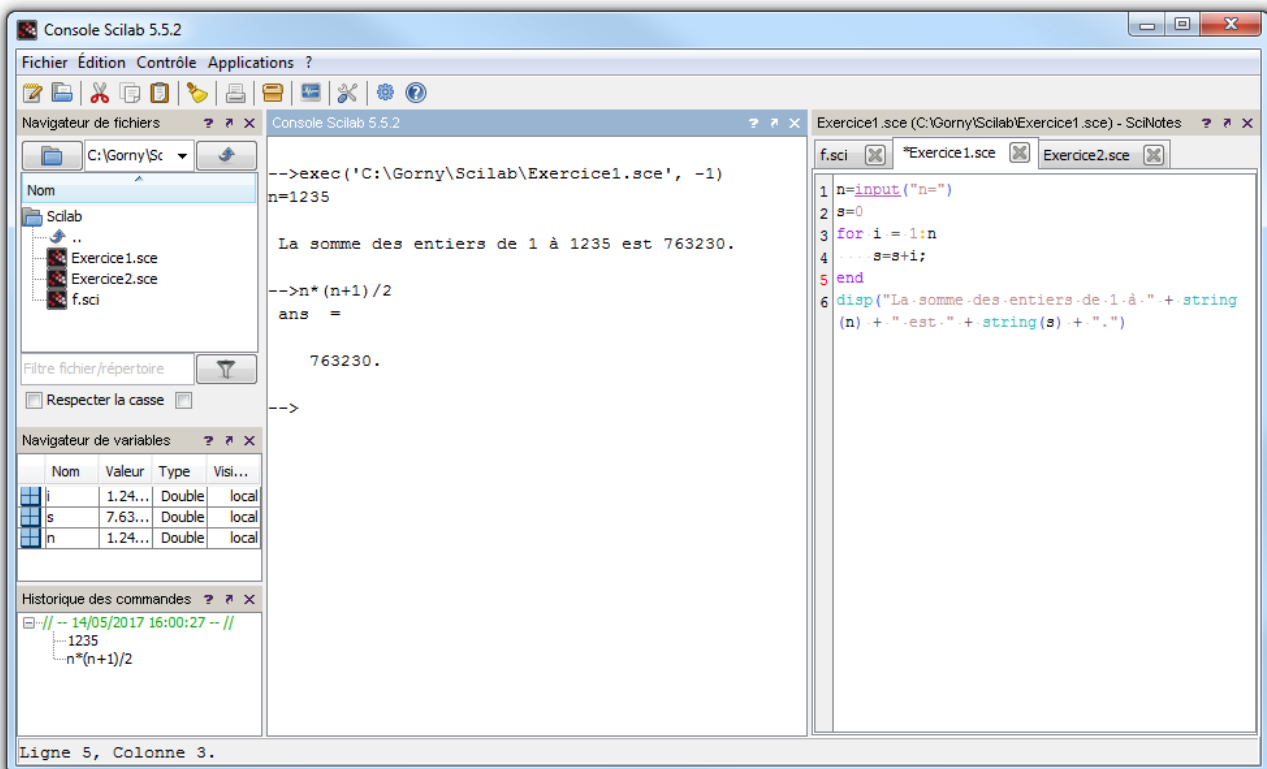 Console Scilab 5.5.2
Fichier Édition Contrôle Applications ?
Navigateur de fichiers ? ↗ ×
C:\Gorny\Sc
Nom
Scilab
..
Exercice1.sce
Exercice2.sce
f.sci
Filtre fichier/répertoire
Respecter la casse
Navigateur de variables ? ↗ ×
Nom Valeur Type Visi...
i 1.24... Double local
s 7.63... Double local
n 1.24... Double local
Historique des commandes ? ↗ ×
// -- 14/05/2017 16:00:27 -- //
1235
n*(n+1)/2
Console Scilab 5.5.2 ? ↗ ×
-->exec('C:\Gorny\Scilab\Exercice1.sce', -1)
n=1235
La somme des entiers de 1 à 1235 est 763230.
-->n*(n+1)/2
ans  =
763230.
-->
Exercice1.sce (C:\Gorny\Scilab\Exercice1.sce) - SciNotes ? ↗ ×
f.sci *Exercice1.sce Exercice2.sce
1 n=input("n=")
2 s=0
3 for i = 1:n
4     s=s+i;
5 end
6 disp("La somme des entiers de 1 à " + string
(n) + " est " + string(s) + ".")
Ligne 5, Colonne 3.